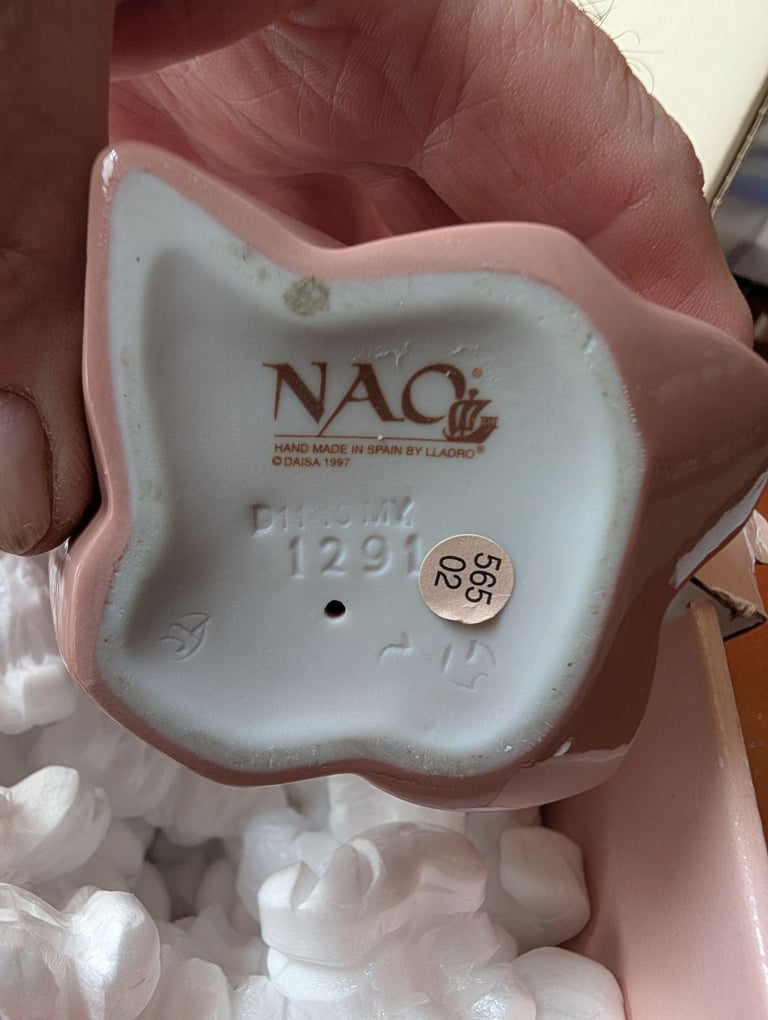 NAO®
HAND MADE IN SPAIN BY LLADRO®
© DAISA 1997
1291
565
02